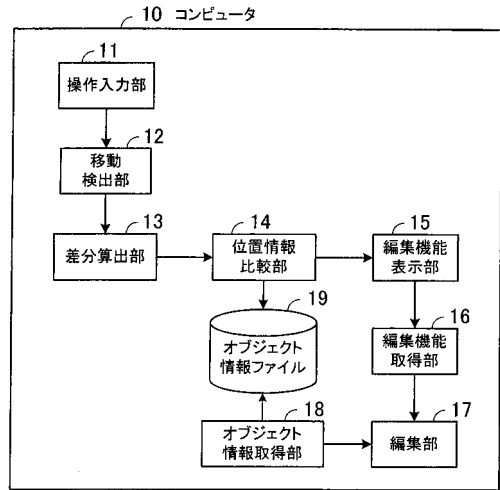 10 コンピュータ
11
操作入力部
12
移動
検出部
13
差分算出部
14
位置情報
比較部
15
編集機能
表示部
19
オブジェクト
情報ファイル
16
編集機能
取得部
18
オブジェクト
情報取得部
17
編集部